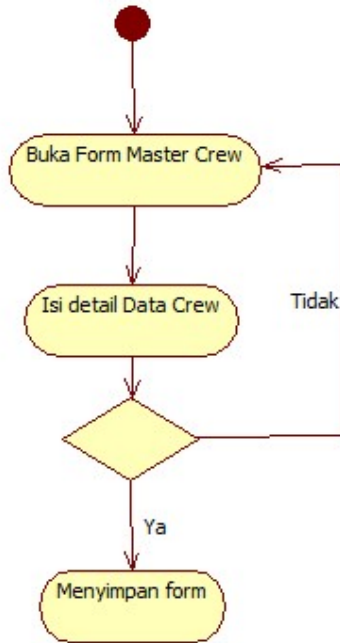 Buka Form Master Crew
Isi detail Data Crew
Tidak
Ya
Menyimpan form